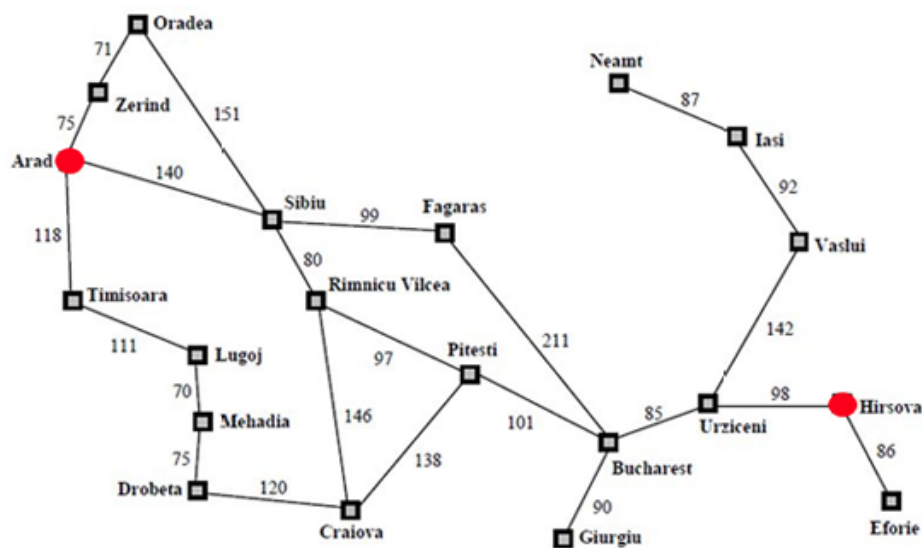 Oradea
71
Neamt
Zerind
87
75
151
Iasi
Arad
140
92
Sibiu
Fagaras
99
118
Vaslui
80
Timisoara
Rimnicu Vilcea
211
142
111
Lugoj
97
Pitesti
70
98
Hirsova
146
85
Mehadia
101
Urziceni
86
138
75
Bucharest
Drobeta
120
90
Eforie
Craiova
Giurgiu